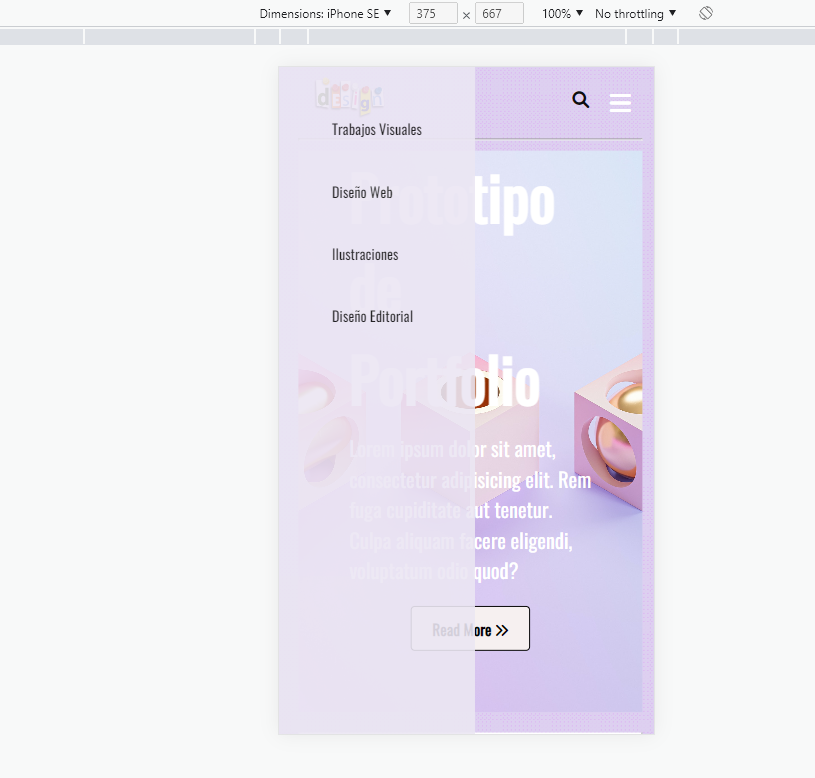 Dimensions: iPhone SE ▼ 375 × 667 100% ▼ No throttling ▼
design
Trabajos Visuales
Prototipo
Diseño Web
Ilustraciones
de
Diseño Editorial
Portfolio
Lorem ipsum dolor sit amet,
consectetur adipisicing elit. Rem
fuga cupiditate aut tenetur.
Culpa aliquam facere eligendi,
voluptatum odio quod?
Read More »